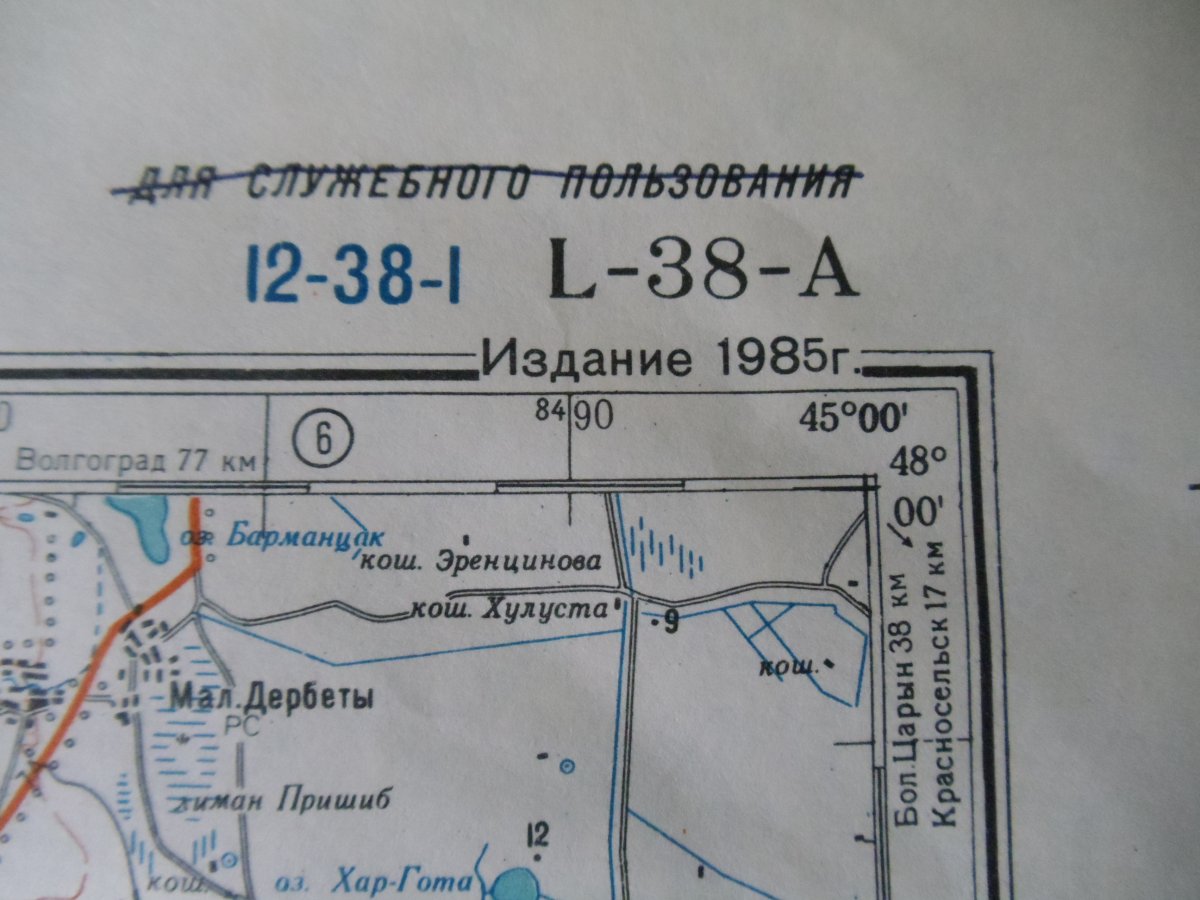 ДЛЯ СЛУЖЕБНОГО ПОЛЬЗОВАНИЯ
12-38-1 L-38-А
Издание 1985г.
6
8490
45°00'
Волгоград 77 км
48°
00'
оз. Барманцак
кош. Эренцинова
кош. Хулуста
9
кош.
Мал. Дербеты
РС
Бол.Царын 38 км
Красносельск 17 км
лиман Пришиб
12
кош.
оз. Хар-Гота